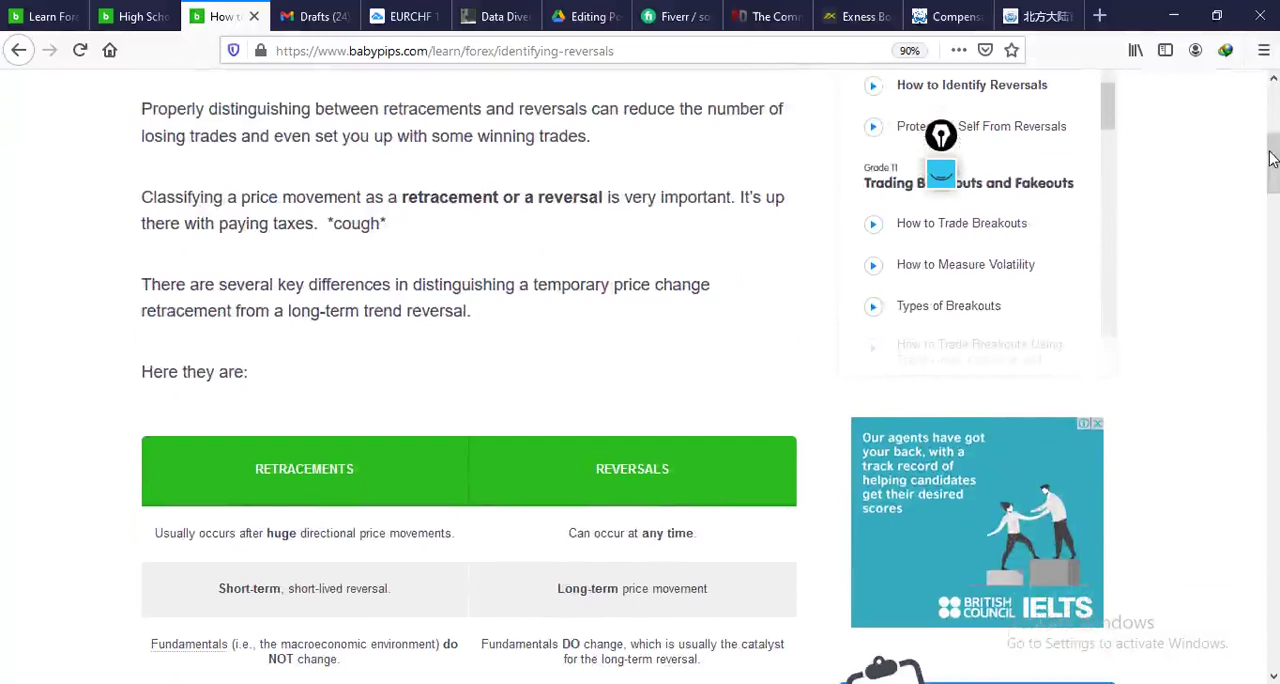 Learn For
High Scho
How to
Drafts (24)
EURCHF 1
Data Dive
Editing Po
Fiverr / so
The Com
Exness Bo
Compens
北方大陆
https://www.babypips.com/learn/forex/identifying-reversals
90%
Properly distinguishing between retracements and reversals can reduce the number of
losing trades and even set you up with some winning trades.
Classifying a price movement as a retracement or a reversal is very important. It's up
there with paying taxes. *cough*
There are several key differences in distinguishing a temporary price change
retracement from a long-term trend reversal.
Here they are:
RETRACEMENTS
REVERSALS
Usually occurs after huge directional price movements.
Can occur at any time.
Short-term, short-lived reversal.
Long-term price movement
Fundamentals (i.e., the macroeconomic environment) do
NOT change.
Fundamentals DO change, which is usually the catalyst
for the long-term reversal.
How to Identify Reversals
Self From Reversals
Grade 11
Trading B outs and Fakeouts
How to Trade Breakouts
How to Measure Volatility
Types of Breakouts
How to Trade Breakouts Using
Our agents have got
your back, with a
track record of
helping candidates
get their desired
scores
BRITISH
COUNCIL
IELTS
Go to Settings to activate Windows.